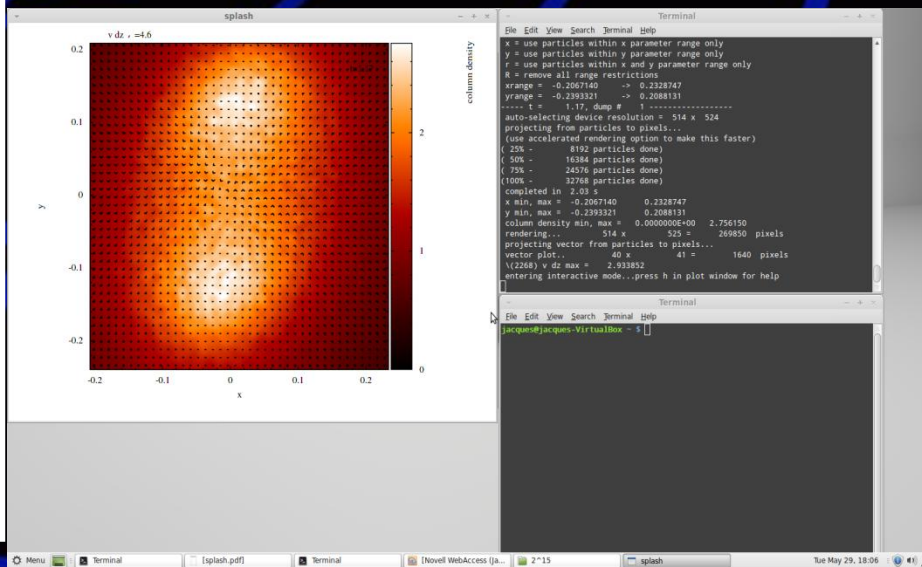 splash
v dz , =4.6
0.2
0.1
0
-0.1
-0.2
y
-0.2
-0.1
0
0.1
0.2
x
column density
2
1
0
Terminal
File Edit View Search Terminal Help
x = use particles within x parameter range only
y = use particles within y parameter range only
r = use particles within x and y parameter range only
R = remove all range restrictions
xrange = -0.2067140 -> 0.2328747
yrange = -0.2393321 -> 0.2088131
----- t = 1.17, dump # 1 ------------------
auto-selecting device resolution = 514 x 524
projecting from particles to pixels...
(use accelerated rendering option to make this faster)
( 25% - 8192 particles done)
( 50% - 16384 particles done)
( 75% - 24576 particles done)
(100% - 32768 particles done)
completed in 2.03 s
x min, max = -0.2067140 0.2328747
y min, max = -0.2393321 0.2088131
column density min, max = 0.0000000E+00 2.756150
rendering... 514 x 525 = 269850 pixels
projecting vector from particles to pixels...
vector plot.. 40 x 41 = 1640 pixels
\(2268) v dz max = 2.933852
entering interactive mode...press h in plot window for help
Terminal
File Edit View Search Terminal Help
jacques@jacques-VirtualBox ~ $
Menu
Terminal
[splash.pdf]
Terminal
[Novell WebAccess (Ja...
2^15
splash
Tue May 29, 18:06